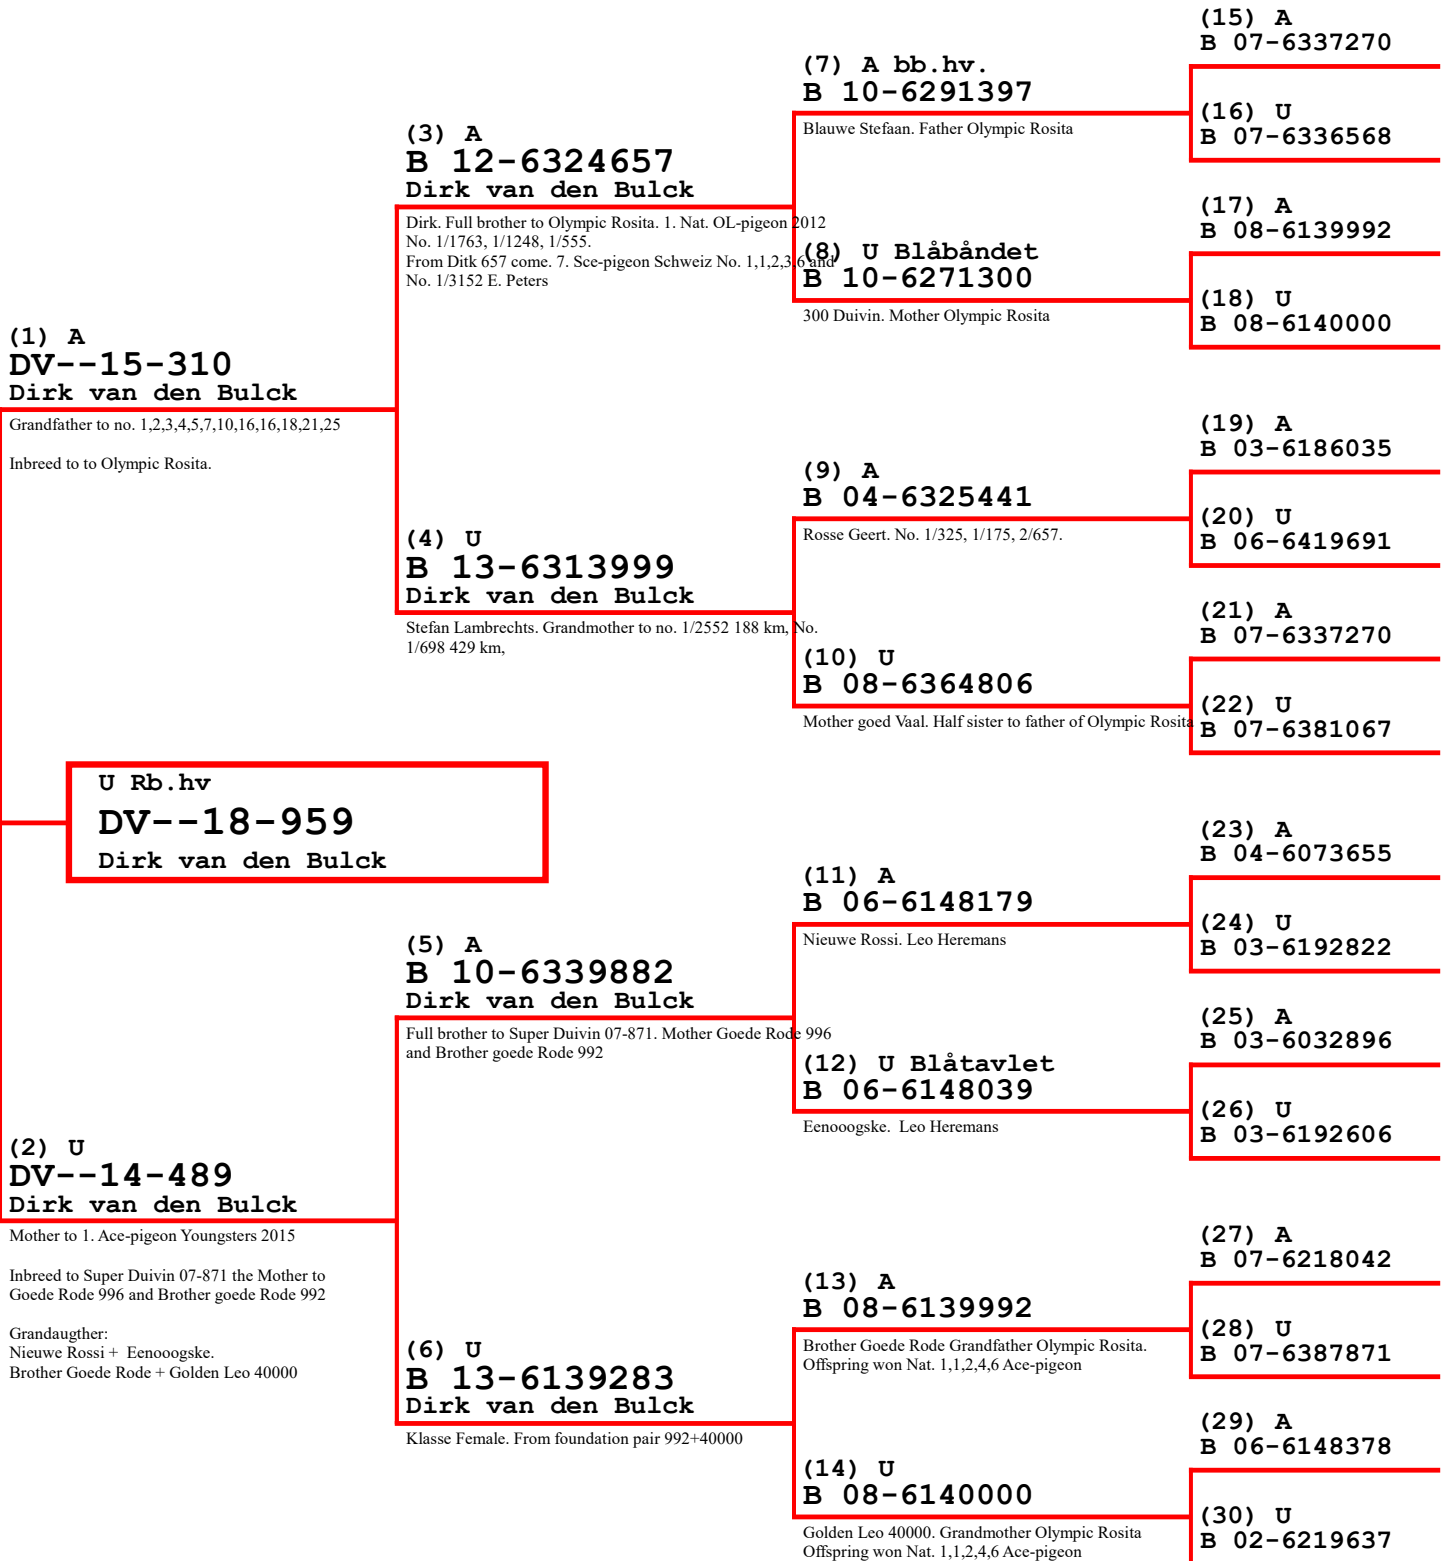 (1) A
DV--15-310
Dirk van den Bulck
Grandfather to no. 1,2,3,4,5,7,10,16,16,18,21,25
Inbreed to to Olympic Rosita.
U Rb.hv
DV--18-959
Dirk van den Bulck
(2) U
DV--14-489
Dirk van den Bulck
Mother to 1. Ace-pigeon Youngsters 2015
Inbreed to Super Duivin 07-871 the Mother to
Goede Rode 996 and Brother goede Rode 992
Grandaugther:
Nieuwe Rossi + Eenooogske.
Brother Goede Rode + Golden Leo 40000
(3) A
B 12-6324657
Dirk van den Bulck
Dirk. Full brother to Olympic Rosita. 1. Nat. OL-pigeon 2012
No. 1/1763, 1/1248, 1/555.
From Ditk 657 come. 7. Sce-pigeon Schweiz No. 1,1,2,3,6 and
No. 1/3152 E. Peters
(4) U
B 13-6313999
Dirk van den Bulck
Stefan Lambrechts. Grandmother to no. 1/2552 188 km, No.
1/698 429 km,
(5) A
B 10-6339882
Dirk van den Bulck
Full brother to Super Duivin 07-871. Mother Goede Rode 996
and Brother goede Rode 992
(6) U
B 13-6139283
Dirk van den Bulck
Klasse Female. From foundation pair 992+40000
(7) A bb.hv.
B 10-6291397
Blauwe Stefaan. Father Olympic Rosita
(8) U Blåbåndet
B 10-6271300
300 Duivin. Mother Olympic Rosita
(9) A
B 04-6325441
Rosse Geert. No. 1/325, 1/175, 2/657.
(10) U
B 08-6364806
Mother goed Vaal. Half sister to father of Olympic Rosita
(11) A
B 06-6148179
Nieuwe Rossi. Leo Heremans
(12) U Blåtavlet
B 06-6148039
Eenooogske. Leo Heremans
(13) A
B 08-6139992
Brother Goede Rode Grandfather Olympic Rosita.
Offspring won Nat. 1,1,2,4,6 Ace-pigeon
(14) U
B 08-6140000
Golden Leo 40000. Grandmother Olympic Rosita
Offspring won Nat. 1,1,2,4,6 Ace-pigeon
(15) A
B 07-6337270
(16) U
B 07-6336568
(17) A
B 08-6139992
(18) U
B 08-6140000
(19) A
B 03-6186035
(20) U
B 06-6419691
(21) A
B 07-6337270
(22) U
B 07-6381067
(23) A
B 04-6073655
(24) U
B 03-6192822
(25) A
B 03-6032896
(26) U
B 03-6192606
(27) A
B 07-6218042
(28) U
B 07-6387871
(29) A
B 06-6148378
(30) U
B 02-6219637